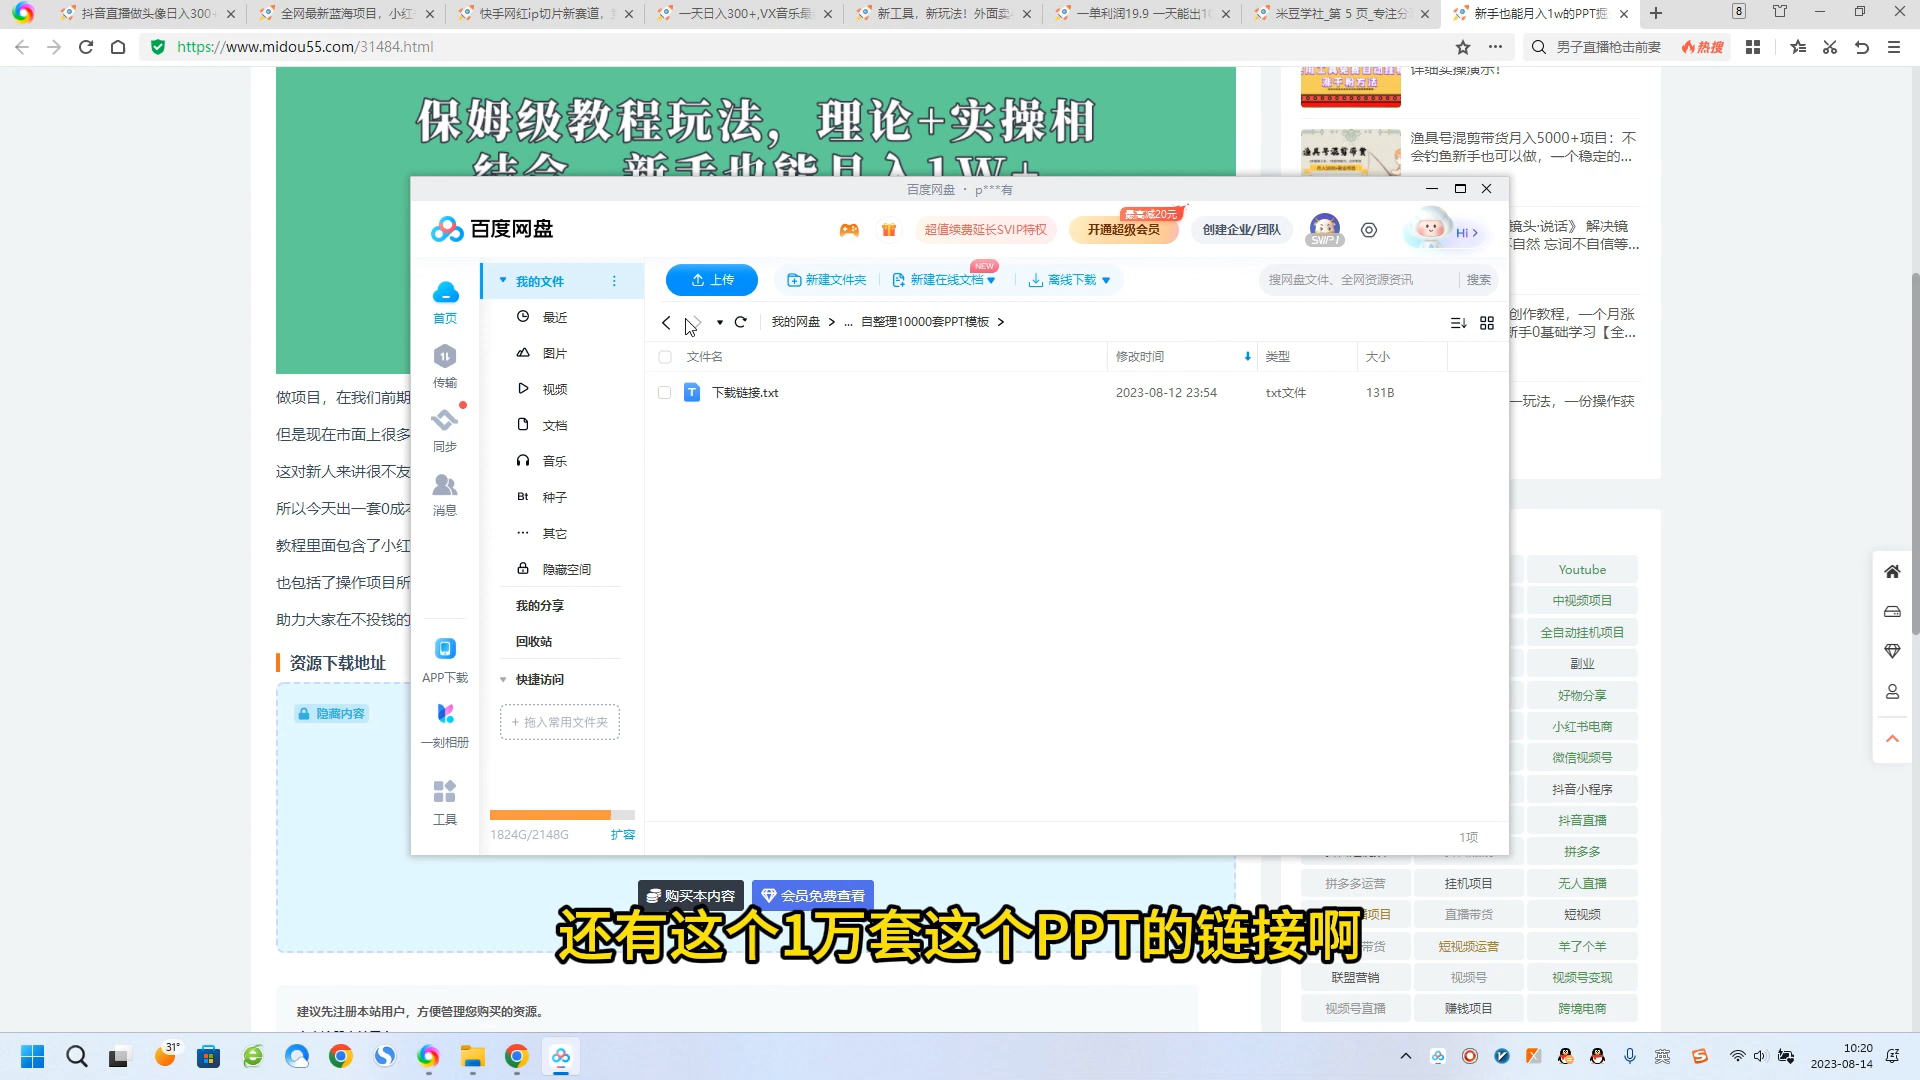 抖音直播做头像日入300
全网最新蓝海项目，小红
快手网红ip切片新赛道，
一天日入300+,VX音乐最
新工具，新玩法！外面卖
一单利润19.9 一天能出1
米豆学社_第 5 页_专注分
新手也能月入1w的PPT掘
8
https://www.midou55.com/31484.html
男子直播枪击前妻
热搜
保姆级教程玩法，理论+实操相
结合，新手也能月入1W+
详细实操演示!
渔具号混剪带货月入5000+项目：不
会钓鱼新手也可以做，一个稳定的...
镜头·说话》 解决镜
自然 忘词不自信等...
创作教程，一个月涨
新手0基础学习【全...
一玩法，一份操作获
百度网盘 · p***有
百度网盘
超值续费延长SVIP特权
最高减20元
开通超级会员
创建企业/团队
SVIP1
Hi >
首页
传输
同步
消息
APP下载
一刻相册
工具
我的文件
最近
图片
视频
文档
音乐
Bt 种子
其它
隐藏空间
我的分享
回收站
快捷访问
+ 拖入常用文件夹
1824G/2148G
扩容
上传
新建文件夹
新建在线文档
NEW
离线下载
搜网盘文件、全网资源资讯
搜索
我的网盘 > ... 自整理10000套PPT模板 >
文件名
修改时间
类型
大小
下载链接.txt
2023-08-12 23:54
txt文件
131B
1项
做项目，在我们前期
但是现在市面上很多
这对新人来讲很不友
所以今天出一套0成本
教程里面包含了小红
也包括了操作项目所
助力大家在不投钱的
资源下载地址
隐藏内容
购买本内容
会员免费查看
还有这个1万套这个PPT的链接啊
建议先注册本站用户，方便管理您购买的资源。
Youtube
中视频项目
全自动挂机项目
副业
好物分享
小红书电商
微信视频号
抖音小程序
抖音直播
拼多多
拼多多运营
挂机项目
无人直播
项目
直播带货
短视频
带货
短视频运营
羊了个羊
联盟营销
视频号
视频号变现
视频号直播
赚钱项目
跨境电商
31°
英
10:20
2023-08-14